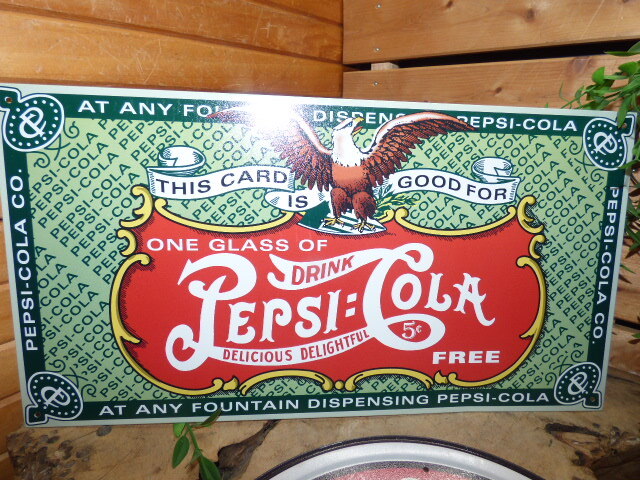 AT ANY FOUNTAIN DISPENSING PEPSI-COLA
THIS CARD IS GOOD FOR
ONE GLASS OF
DRINK
PEPSI=COLA
5¢
DELICIOUS DELIGHTFUL
FREE
PEPSI-COLA CO.
PEPSI-COLA CO
AT ANY FOUNTAIN DISPENSING PEPSI-COLA